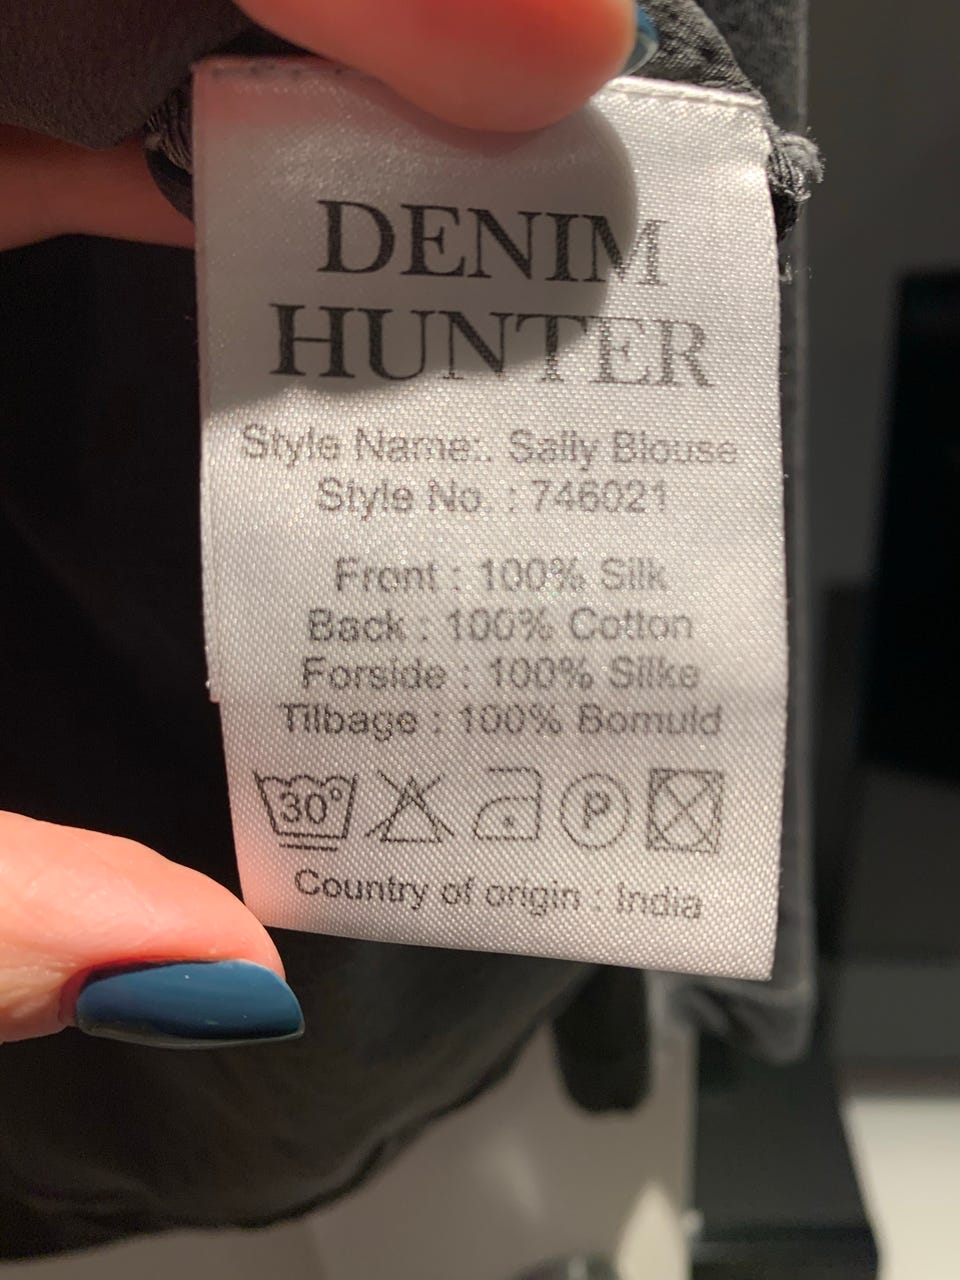 DENIM
HUNTER
Style Name:. Sally Blouse
Style No. : 746021
Front : 100% Silk
Back : 100% Cotton
Forside : 100% Silke
Tilbage : 100% Bomuld
30° P
Country of origin : India